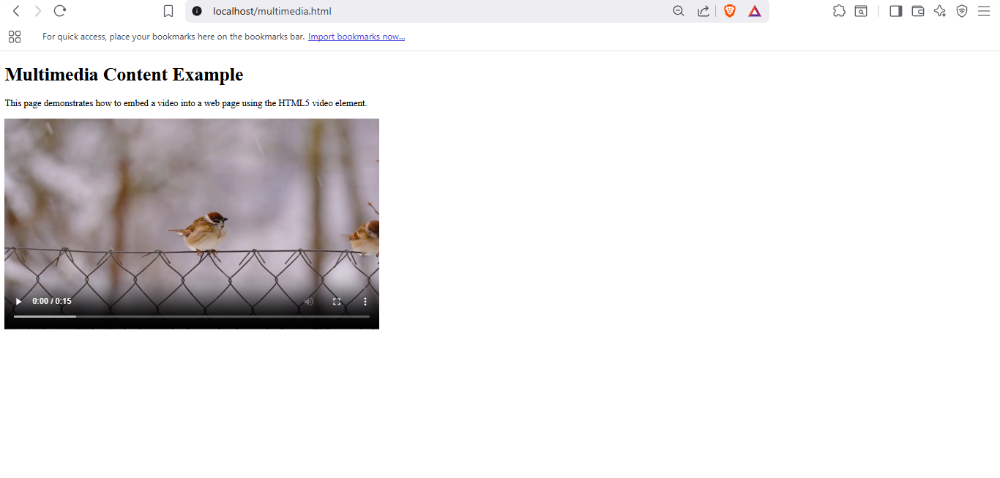 localhost/multimedia.html
For quick access, place your bookmarks here on the bookmarks bar. Import bookmarks now...
Multimedia Content Example
This page demonstrates how to embed a video into a web page using the HTML5 video element.
0:00 / 0:15